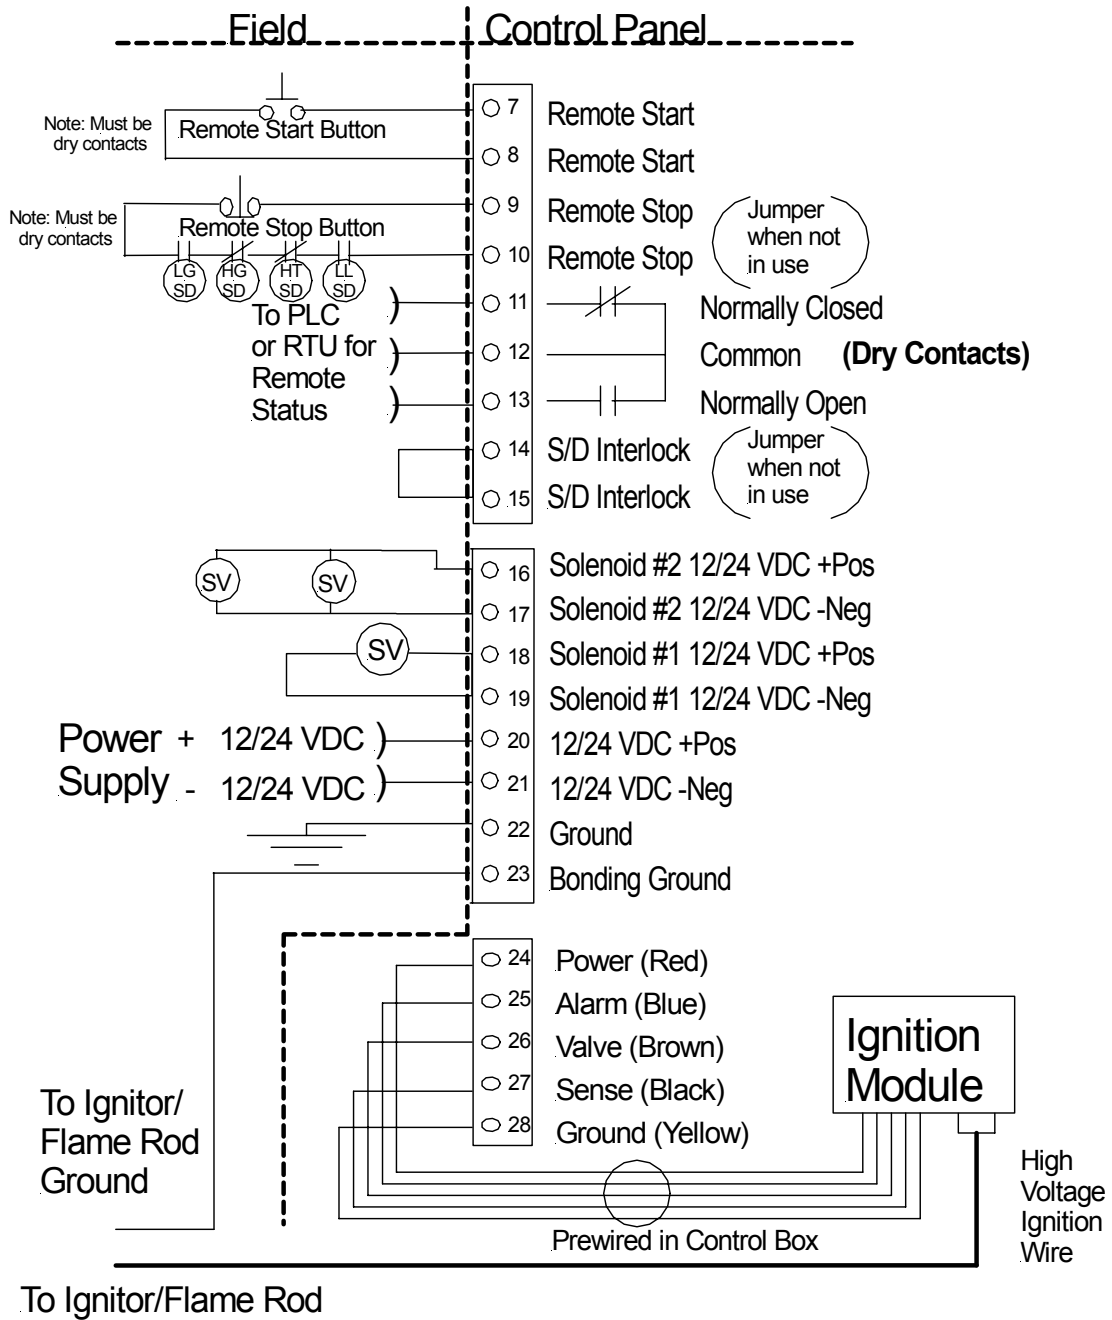 Field
Control Panel
7 Remote Start
Note: Must be
dry contacts
Remote Start Button
8 Remote Start
9 Remote Stop
Note: Must be
dry contacts
Remote Stop Button
10 Remote Stop
Jumper
when not
in use
LG
SD
HG
SD
HT
SD
LL
SD
To PLC
or RTU for
Remote
Status
11 Normally Closed
12 Common (Dry Contacts)
13 Normally Open
14 S/D Interlock
15 S/D Interlock
Jumper
when not
in use
SV
SV
16 Solenoid #2 12/24 VDC +Pos
17 Solenoid #2 12/24 VDC -Neg
SV
18 Solenoid #1 12/24 VDC +Pos
19 Solenoid #1 12/24 VDC -Neg
Power + 12/24 VDC
Supply - 12/24 VDC
20 12/24 VDC +Pos
21 12/24 VDC -Neg
22 Ground
23 Bonding Ground
24 Power (Red)
25 Alarm (Blue)
26 Valve (Brown)
27 Sense (Black)
28 Ground (Yellow)
Ignition
Module
To Ignitor/
Flame Rod
Ground
High
Voltage
Ignition
Wire
Prewired in Control Box
To Ignitor/Flame Rod